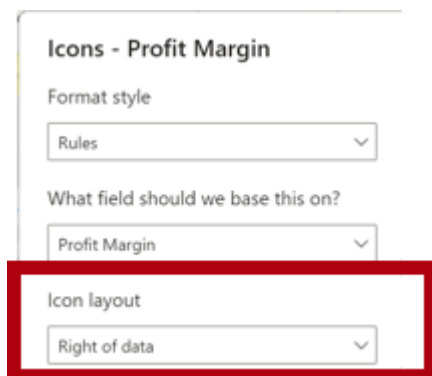 Icons - Profit Margin
Format style
Rules
What field should we base this on?
Profit Margin
Icon layout
Right of data